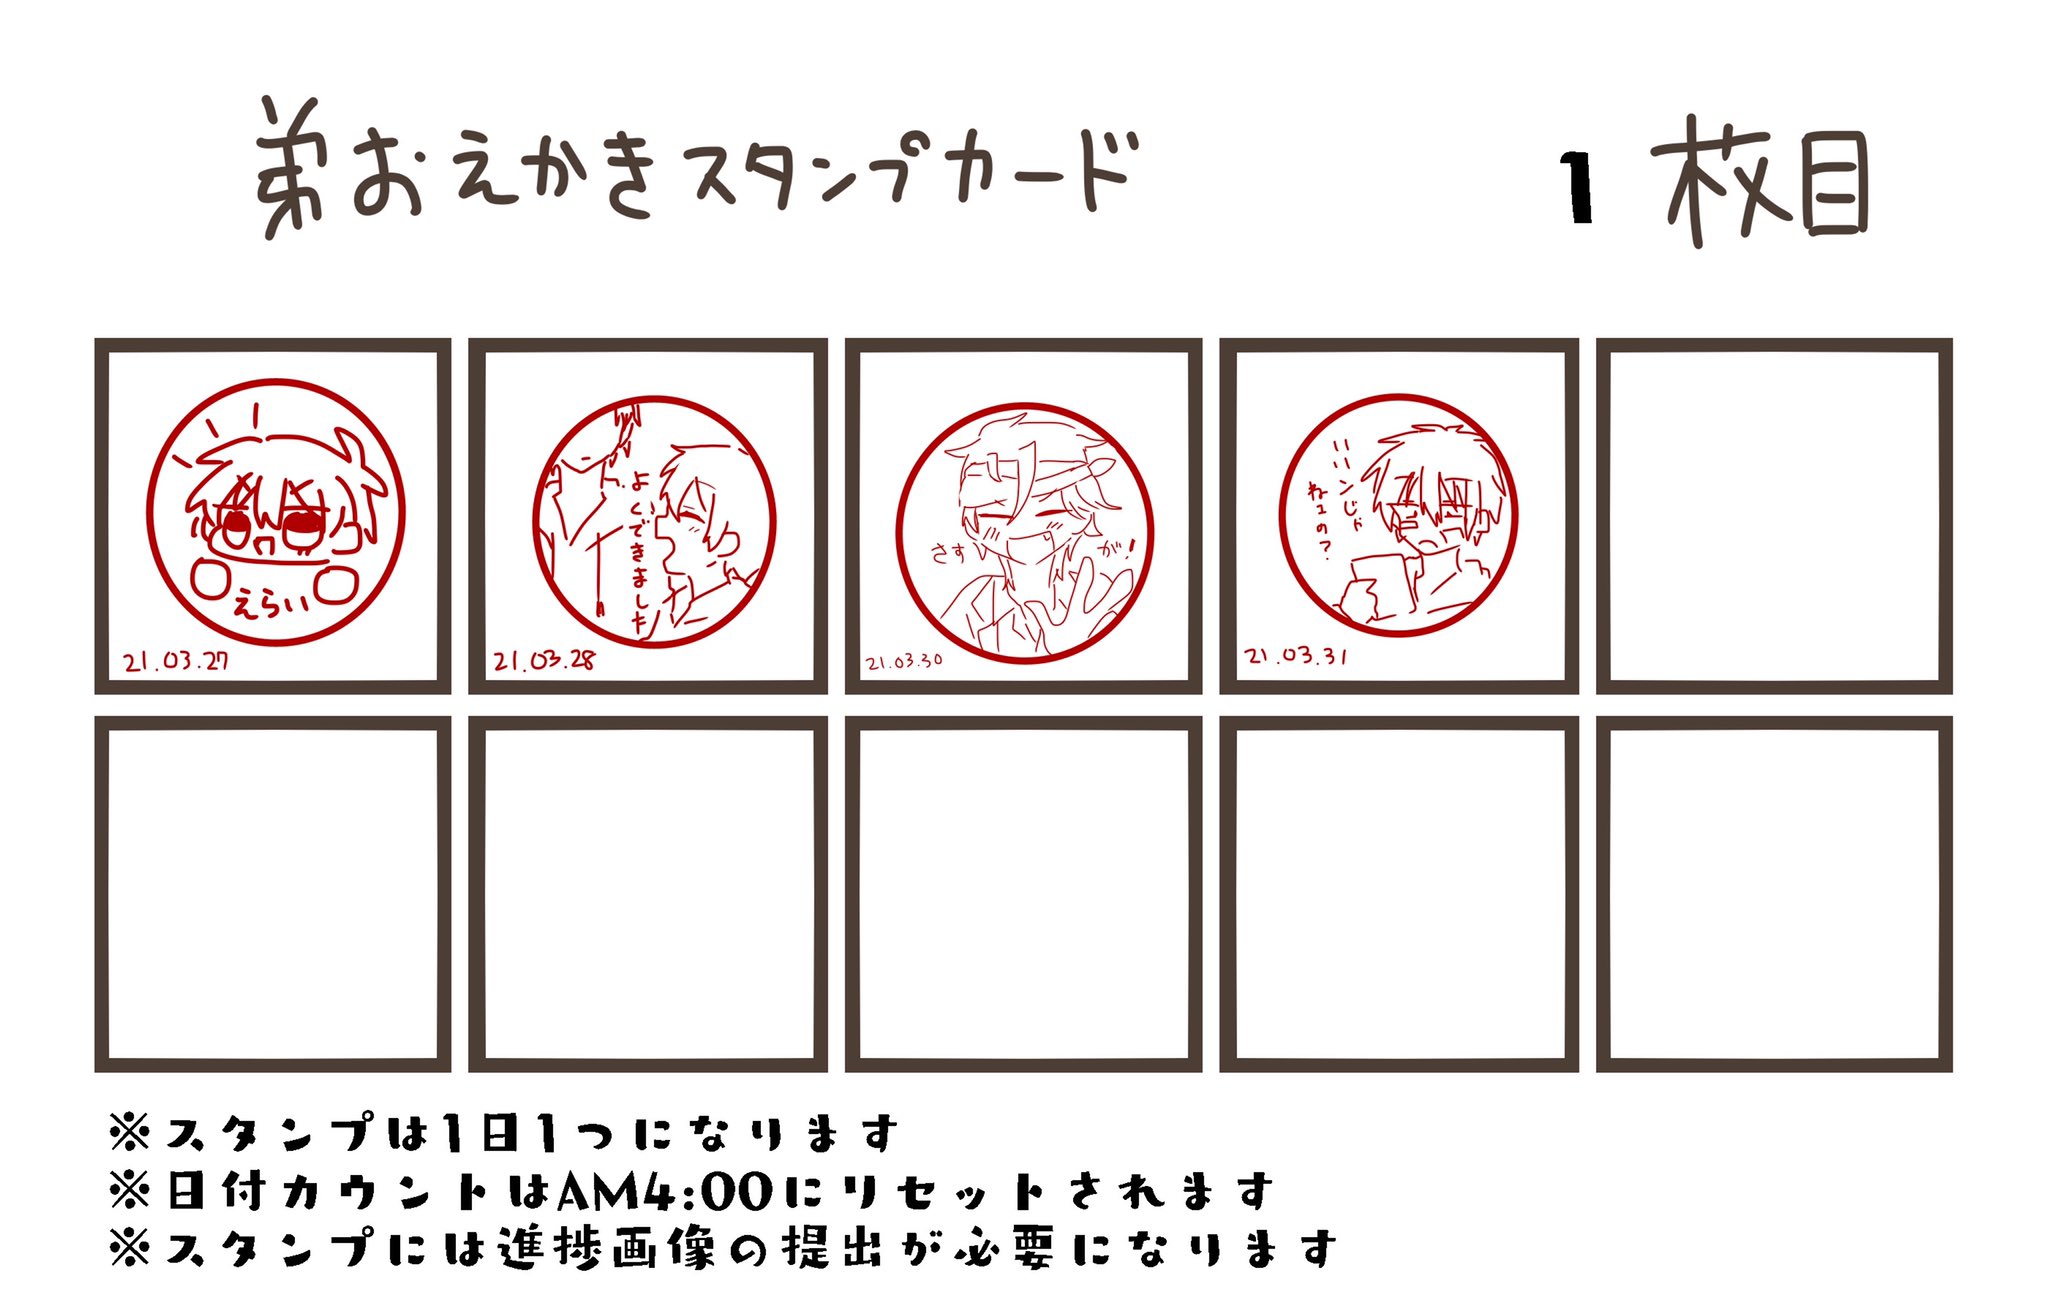 弟おえかきスタンプカード
1枚目
えらい
21.03.27
よくできました
21.03.28
さすが!
21.03.30
いいンじゃ
ねェの?
21.03.31
※スタンプは1日1つになります
※日付カウントはAM4:00にリセットされます
※スタンプには進捗画像の提出が必要になります